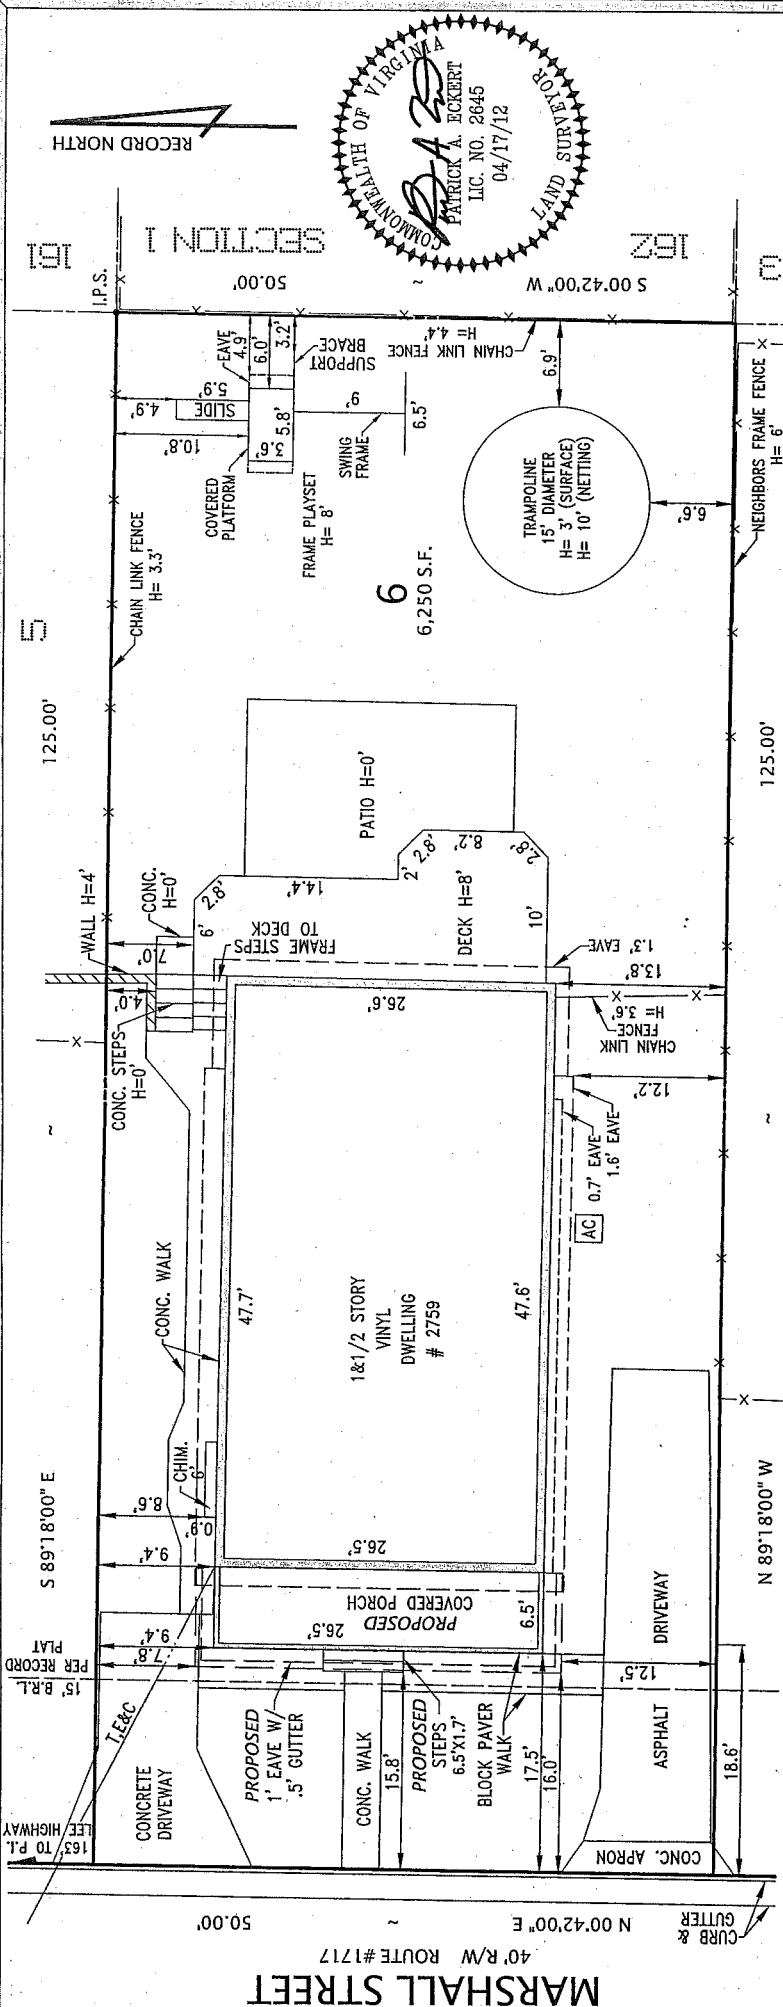 COMMONWEALTH OF VIRGINIA
PATRICK A. ECKERT
LIC. NO. 2645
04/17/12
LAND SURVEYOR
RECORD NORTH
161
SECTION 1
162
3
I.P.S.
50.00'
~
S 00°42'00" W
EAVE
4.9'
6.0'
3.2'
SUPPORT
BRACE
CHAIN LINK FENCE
H= 4.4'
5.9'
SLIDE
4.9'
10.8'
3.6'
5.8'
COVERED
PLATFORM
FRAME PLAYSET
H= 8'
9'
SWING
FRAME
6.5'
6.9'
TRAMPOLINE
15' DIAMETER
H= 3' (SURFACE)
H= 10' (NETTING)
6.6'
NEIGHBORS FRAME FENCE
H= 6'
CHAIN LINK FENCE
H= 3.3'
5
6
6,250 S.F.
125.00'
125.00'
PATIO H=0'
WALL H=4'
CONC.
H=0'
7.0'
4.0'
CONC. STEPS
H=0'
2.8'
6'
14.4'
2'
2.8'
8.2'
2.8'
10'
DECK H=8'
FRAME STEPS
TO DECK
1.3' EAVE
13.8'
CHAIN LINK
FENCE
H = 3.6'
26.6'
12.2'
0.7' EAVE
1.6' EAVE
AC
~
~
CONC. WALK
47.7'
1&1/2 STORY
VINYL
DWELLING
# 2759
47.6'
CHIM.
6'
0.9'
8.6'
9.4'
26.5'
S 89°18'00" E
N 89°18'00" W
PROPOSED
COVERED PORCH
26.5'
6.5'
9.4'
7.8'
15' B.R.L.
PER RECORD
PLAT
T,E&C
163' TO P.I.
LEE HIGHWAY
CONCRETE
DRIVEWAY
PROPOSED
1' EAVE W/
.5' GUTTER
CONC. WALK
15.8'
PROPOSED
STEPS
6.5'X1.7'
BLOCK PAVER
WALK
17.5'
16.0'
12.5'
ASPHALT
DRIVEWAY
18.6'
CONC. APRON
CURB &
GUTTER
50.00'
~
N 00°42'00" E
40' R/W ROUTE #1717
MARSHALL STREET